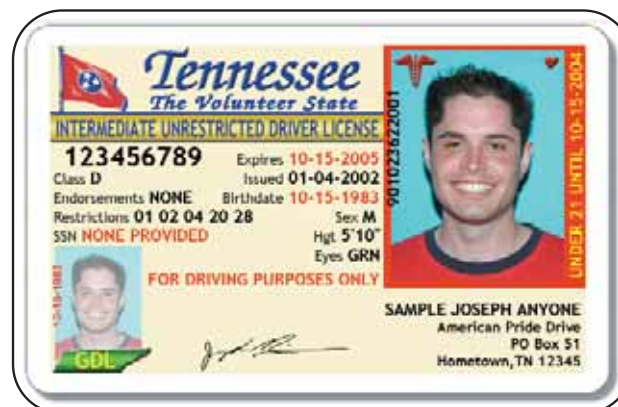 Tennessee
The Volunteer State
INTERMEDIATE UNRESTRICTED DRIVER LICENSE
123456789 Expires 10-15-2005
Class D Issued 01-04-2002
Endorsements NONE Birthdate 10-15-1983
Restrictions 01 02 04 20 28 Sex M
SSN NONE PROVIDED Hgt 5'10"
Eyes GRN
FOR DRIVING PURPOSES ONLY
10-15-1983
GDL
9010223622001
UNDER 21 UNTIL 10-15-2004
SAMPLE JOSEPH ANYONE
American Pride Drive
PO Box 51
Hometown, TN 12345